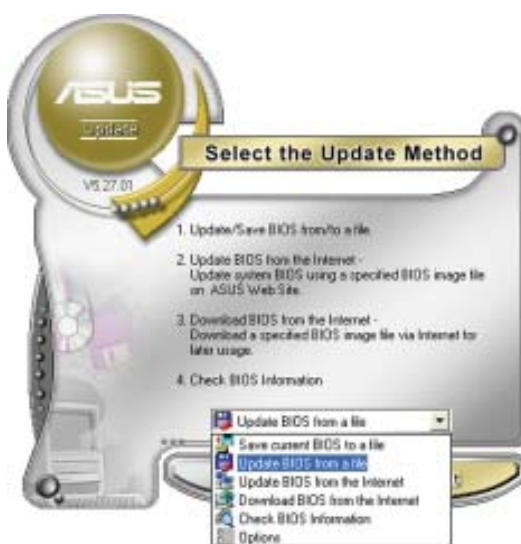 ASUS
Update
V5.27.01
Select the Update Method
1. Update/Save BIOS from/to a file
2. Update BIOS from the Internet -
Update system BIOS using a specified BIOS image file
on ASUS Web Site.
3. Download BIOS from the Internet -
Download a specified BIOS image file via Internet for
later usage.
4. Check BIOS Information
Update BIOS from a file
Save current BIOS to a file
Update BIOS from a file
Update BIOS from the Internet
Download BIOS from the Internet
Check BIOS Information
Options